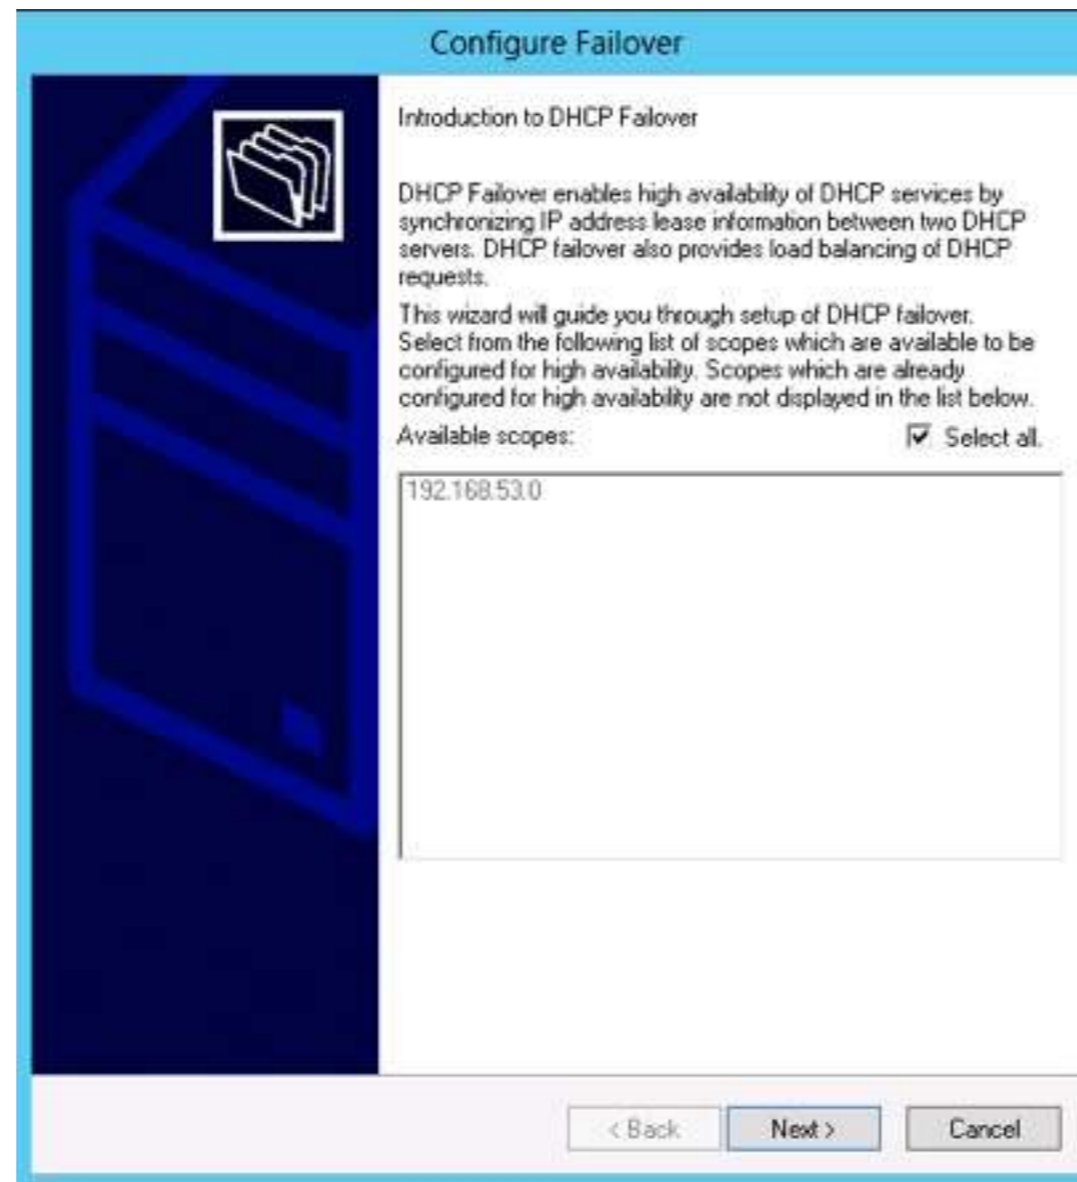 Configure Failover
Introduction to DHCP Failover
DHCP Failover enables high availability of DHCP services by
synchronizing IP address lease information between two DHCP
servers. DHCP failover also provides load balancing of DHCP
requests.
This wizard will guide you through setup of DHCP failover.
Select from the following list of scopes which are available to be
configured for high availability. Scopes which are already
configured for high availability are not displayed in the list below.
Available scopes:
Select all.
192.168.53.0
< Back
Next >
Cancel